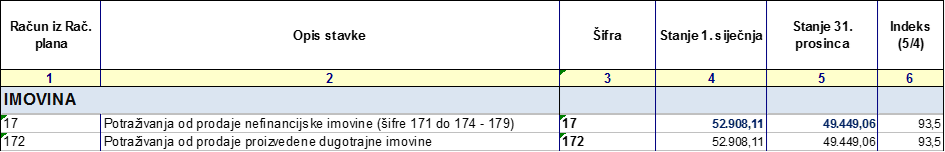 Račun iz Rač. plana Opis stavke Šifra Stanje 1. siječnja Stanje 31. prosinca Indeks (5/4)
1 2 3 4 5 6
IMOVINA
17 Potraživanja od prodaje nefinancijske imovine (šifre 171 do 174 - 179) 17 52.908,11 49.449,06 93,5
172 Potraživanja od prodaje proizvedene dugotrajne imovine 172 52.908,11 49.449,06 93,5